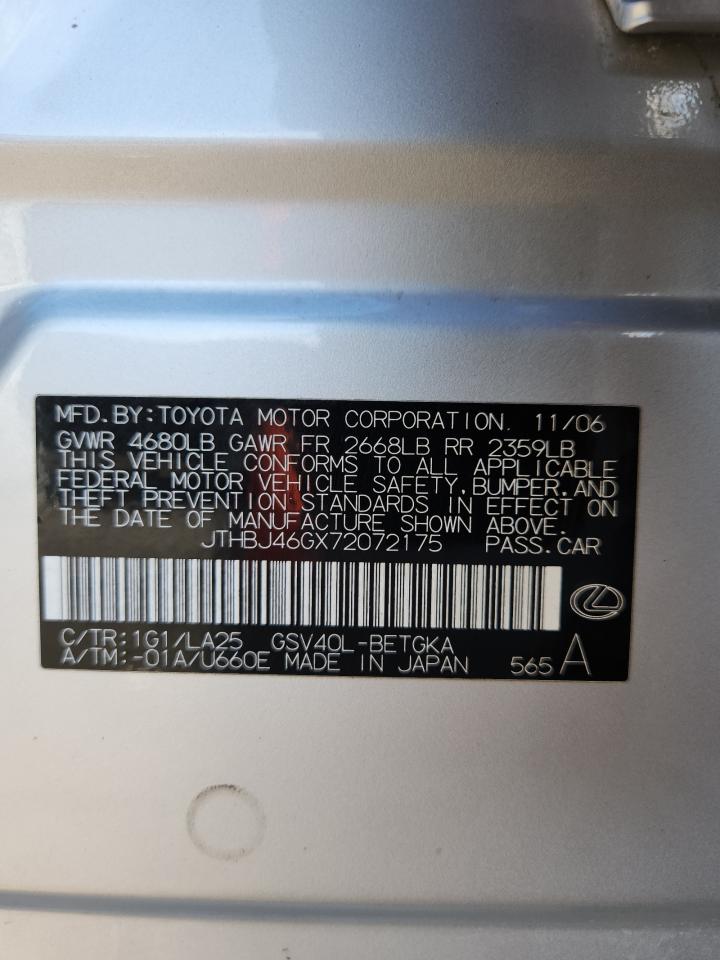 MFD.BY:TOYOTA MOTOR CORPORATION 11/06
GVWR 4680LB GAWR FR 2668LB RR 2359LB
THIS VEHICLE CONFORMS TO ALL APPLICABLE
FEDERAL MOTOR VEHICLE SAFETY,BUMPER,AND
THEFT PREVENTION STANDARDS IN EFFECT ON
THE DATE OF MANUFACTURE SHOWN ABOVE.
JTHBJ46GX72072175 PASS.CAR
C/TR:1G1/LA25 GSV40L-BETGKA
A/TM:-01A/U660E MADE IN JAPAN 565 A